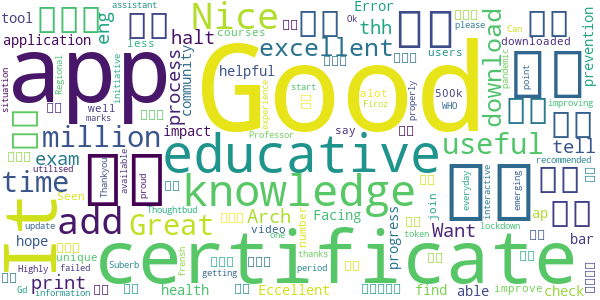 app
Good
certificate
It
educative
knowledge
Nice
million
add
Great
time
useful
excellent
download
Arch
halt
process
community
thh
eng
tool
application
less
courses
helpful
Error
assistant
Ok
Can
please
users
downloaded
prevention
initiative
Regional
situation
well
marks
impact
exam
Thankyou
available
proud
say
alot
Firoz
500k
WHO
properly
start
experience
Professor
pandemic
point
improving
tell
recommended
utilised
seen
hope
update
unique
Highly
failed
print
Gd
information
health
Thoughtbud
Suberb
frensh
video
one
getting
Eccellent
number
thanks
period
token
Facing
progress
Want
join
find
able
lockdown
everyday
interactive
emerging
ap
bar
improve
check